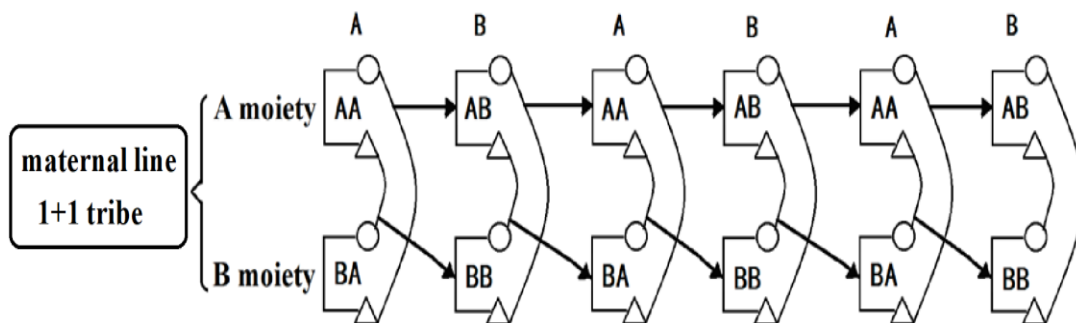 A B A B A B
A moiety AA AB AA AB AA AB
maternal line
1+1 tribe
B moiety BA BB BA BB BA BB